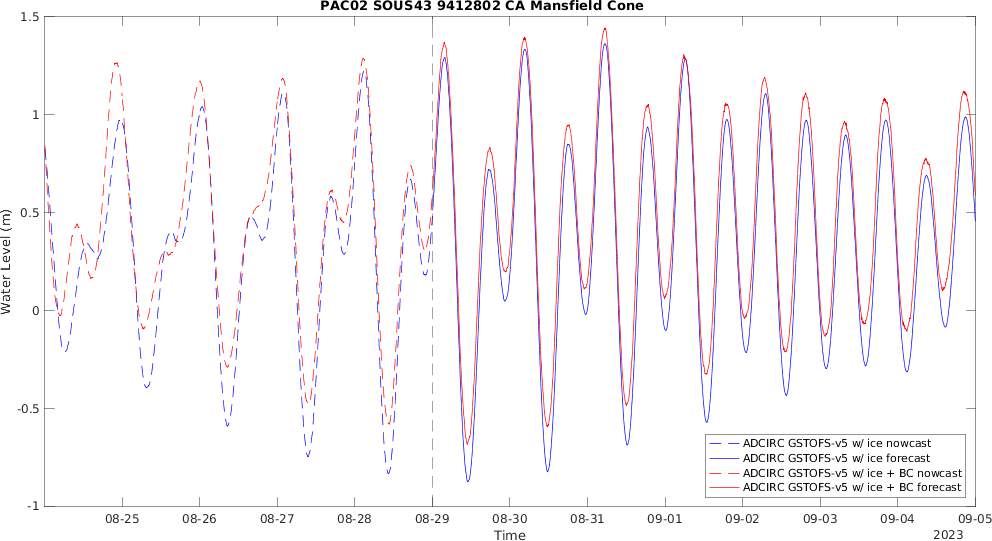 PAC02 SOUS43 9412802 CA Mansfield Cone
1.5
1
0.5
0
-0.5
-1
Water Level (m)
08-25 08-26 08-27 08-28 08-29 08-30 08-31 09-01 09-02 09-03 09-04 09-05
Time
2023
ADCIRC GSTOFS-v5 w/ ice nowcast
ADCIRC GSTOFS-v5 w/ ice forecast
ADCIRC GSTOFS-v5 w/ ice + BC nowcast
ADCIRC GSTOFS-v5 w/ ice + BC forecast